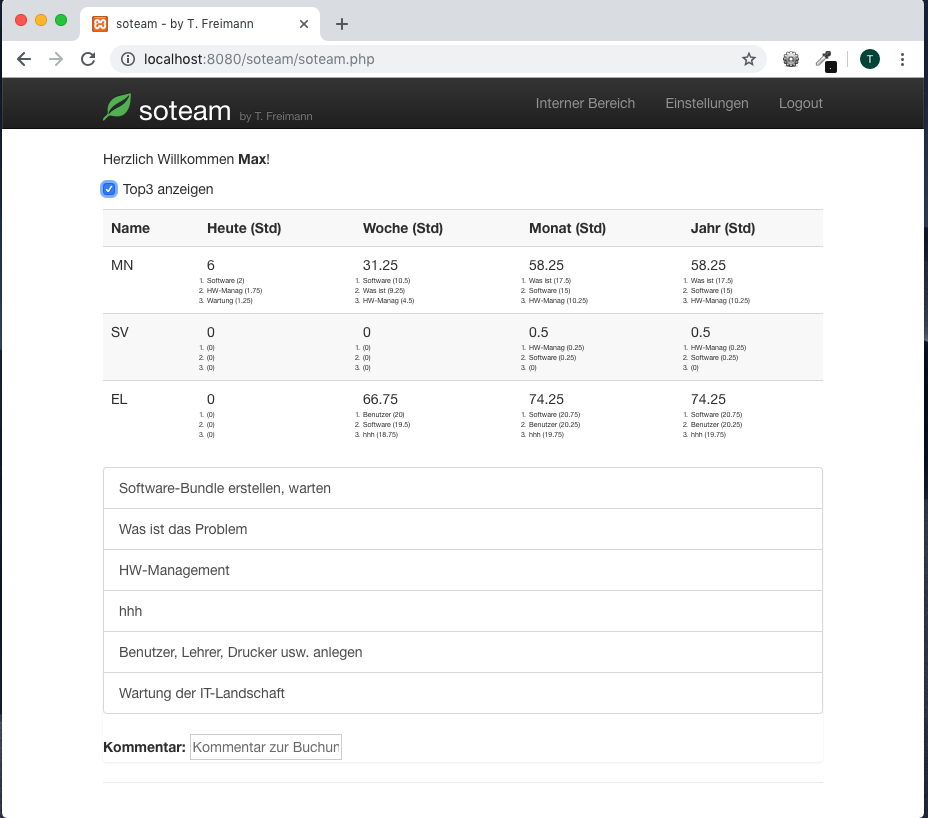 soteam - by T. Freimann
localhost:8080/soteam/soteam.php
T
soteam by T. Freimann
Interner Bereich Einstellungen Logout
Herzlich Willkommen Max!
Top3 anzeigen
Name Heute (Std) Woche (Std) Monat (Std) Jahr (Std)
MN 6 31.25 58.25 58.25
1. Software (2) 1. Software (10.5) 1. Was ist (17.5) 1. Was ist (17.5)
2. HW-Manag (1.75) 2. Was ist (9.25) 2. Software (15) 2. Software (15)
3. Wartung (1.25) 3. HW-Manag (4.5) 3. HW-Manag (10.25) 3. HW-Manag (10.25)
SV 0 0 0.5 0.5
1. (0) 1. (0) 1. HW-Manag (0.25) 1. HW-Manag (0.25)
2. (0) 2. (0) 2. Software (0.25) 2. Software (0.25)
3. (0) 3. (0) 3. (0) 3. (0)
EL 0 66.75 74.25 74.25
1. (0) 1. Benutzer (20) 1. Software (20.75) 1. Software (20.75)
2. (0) 2. Software (19.5) 2. Benutzer (20.25) 2. Benutzer (20.25)
3. (0) 3. hhh (18.75) 3. hhh (19.75) 3. hhh (19.75)
Software-Bundle erstellen, warten
Was ist das Problem
HW-Management
hhh
Benutzer, Lehrer, Drucker usw. anlegen
Wartung der IT-Landschaft
Kommentar: Kommentar zur Buchun